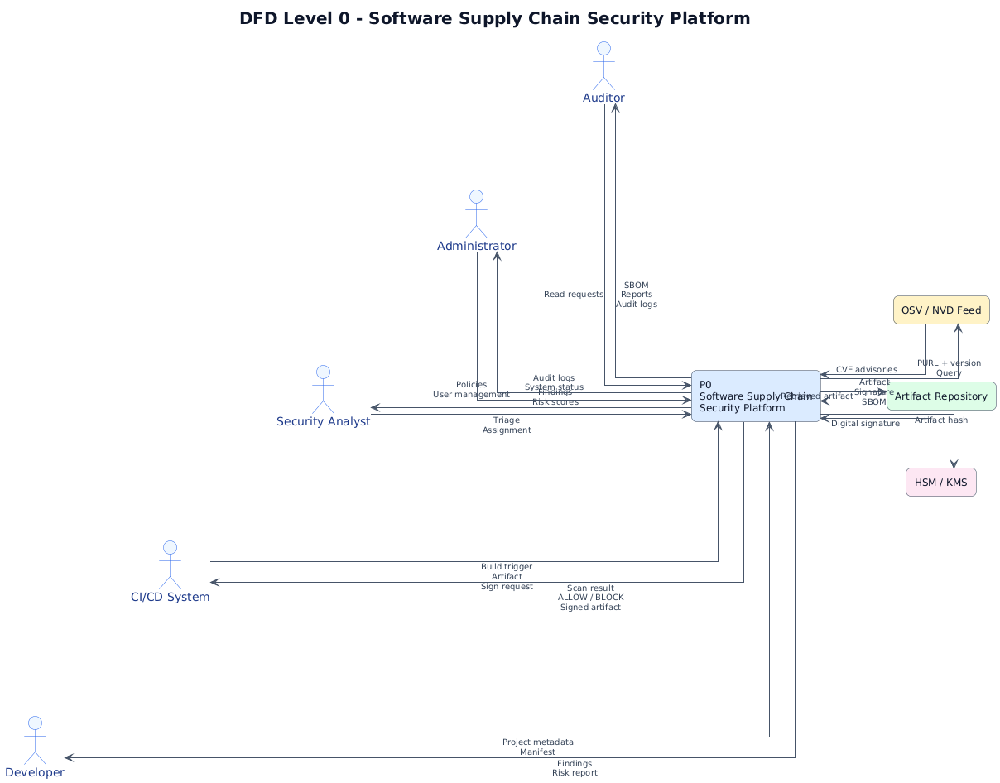 DFD Level 0 - Software Supply Chain Security Platform
Auditor
Administrator
Read requests
SBOM
Reports
Audit logs
OSV / NVD Feed
CVE advisories
PURL + version
Query
Policies
User management
Audit logs
System status
Findings
Risk scores
P0
Software Supply Chain
Security Platform
Artifact
Signature
SBOM
Retrieved artifact
Artifact Repository
Security Analyst
Triage
Assignment
Digital signature
Artifact hash
HSM / KMS
CI/CD System
Build trigger
Artifact
Sign request
Scan result
ALLOW / BLOCK
Signed artifact
Developer
Project metadata
Manifest
Findings
Risk report